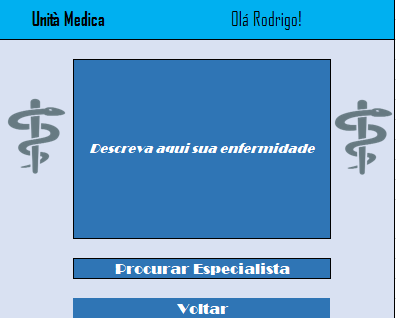 Unità Medica
Olá Rodrigo!
Descreva aqui sua enfermidade
Procurar Especialista
Voltar